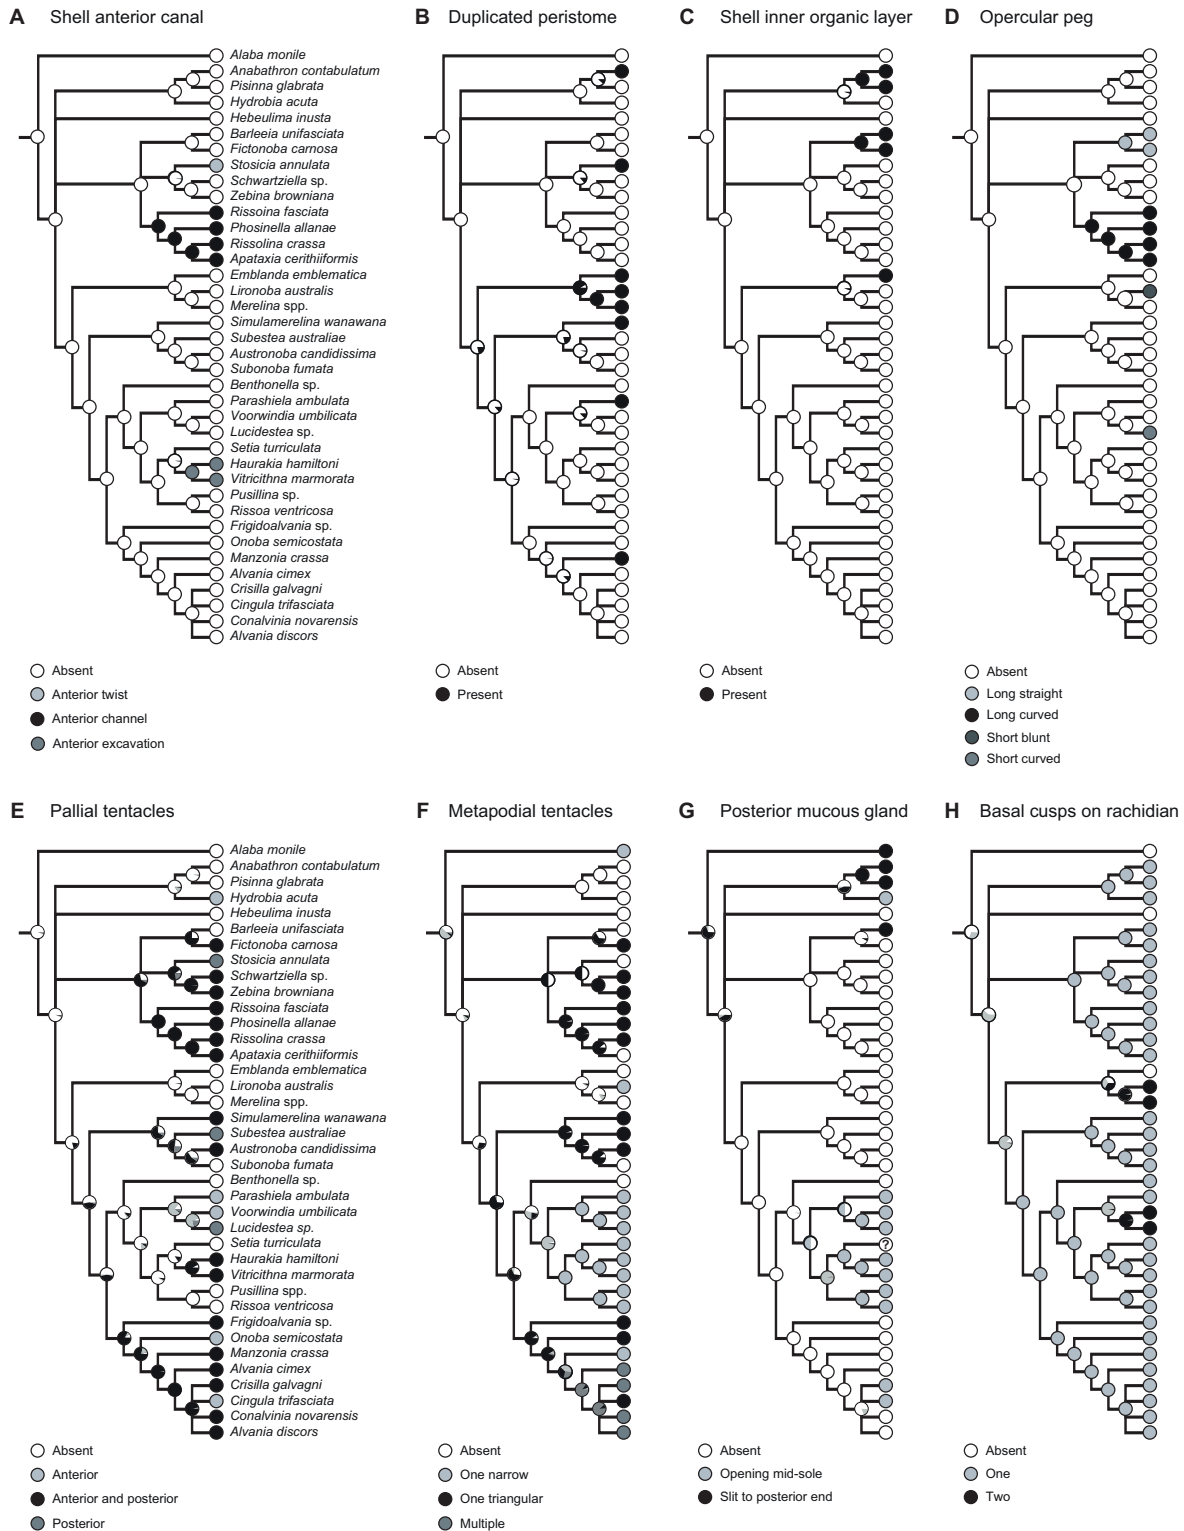 A Shell anterior canal
B Duplicated peristome
C Shell inner organic layer
D Opercular peg
Alaba monile
Anabathron contabulatum
Pisinna glabrata
Hydrobia acuta
Hebeulima inusta
Barleeia unifasciata
Fictonoba carnosa
Stosicia annulata
Schwartziella sp.
Zebina browniana
Rissoina fasciata
Phosinella allanae
Rissolina crassa
Apataxia cerithiiformis
Emblanda emblematica
Lironoba australis
Merelina spp.
Simulamerelina wanawana
Subestea australiae
Austronoba candidissima
Subonoba fumata
Benthonella sp.
Parashiela ambulata
Voorwindia umbilicata
Lucidestea sp.
Setia turriculata
Haurakia hamiltoni
Vitricithna marmorata
Pusillina sp.
Rissoa ventricosa
Frigidoalvania sp.
Onoba semicostata
Manzonia crassa
Alvania cimex
Crisilla galvagni
Cingula trifasciata
Conalvinia novarensis
Alvania discors
Absent
Anterior twist
Anterior channel
Anterior excavation
Absent
Present
Absent
Present
Absent
Long straight
Long curved
Short blunt
Short curved
E Pallial tentacles
F Metapodial tentacles
G Posterior mucous gland
H Basal cusps on rachidian
Alaba monile
Anabathron contabulatum
Pisinna glabrata
Hydrobia acuta
Hebeulima inusta
Barleeia unifasciata
Fictonoba carnosa
Stosicia annulata
Schwartziella sp.
Zebina browniana
Rissoina fasciata
Phosinella allanae
Rissolina crassa
Apataxia cerithiiformis
Emblanda emblematica
Lironoba australis
Merelina spp.
Simulamerelina wanawana
Subestea australiae
Austronoba candidissima
Subonoba fumata
Benthonella sp.
Parashiela ambulata
Voorwindia umbilicata
Lucidestea sp.
Setia turriculata
?
Haurakia hamiltoni
Vitricithna marmorata
Pusillina spp.
Rissoa ventricosa
Frigidoalvania sp.
Onoba semicostata
Manzonia crassa
Alvania cimex
Crisilla galvagni
Cingula trifasciata
Conalvinia novarensis
Alvania discors
Absent
Anterior
Anterior and posterior
Posterior
Absent
One narrow
One triangular
Multiple
Absent
Opening mid-sole
Slit to posterior end
Absent
One
Two